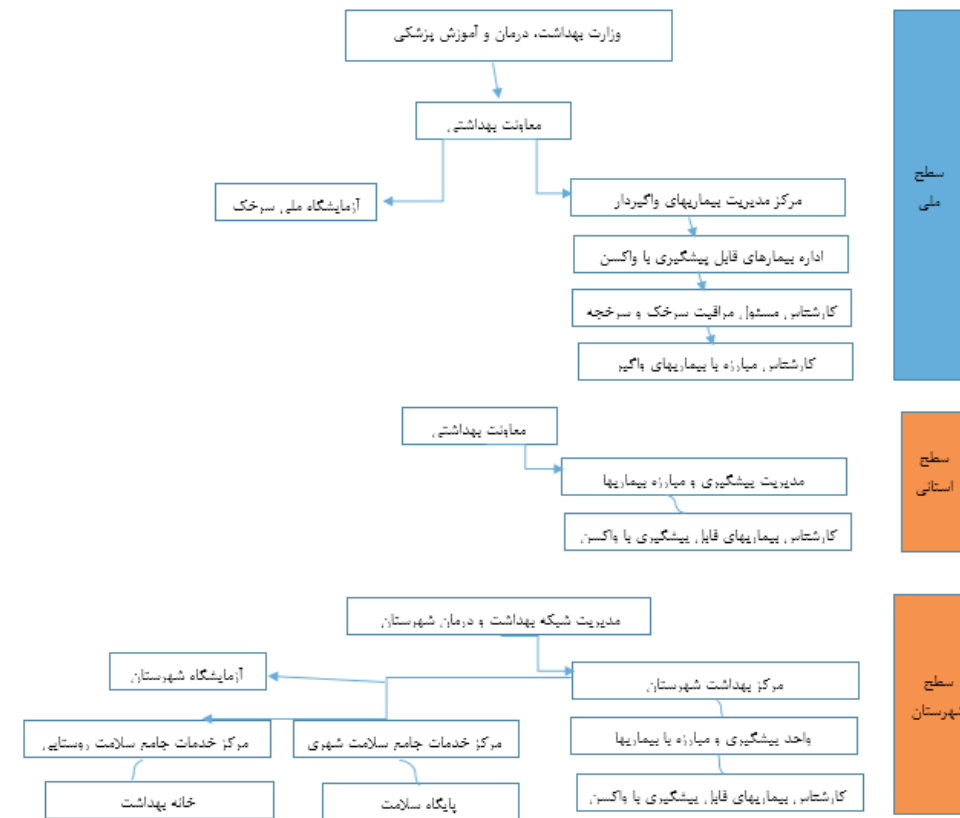 وزارت بهداشت، درمان و آموزش پزشکی
معاونت بهداشتی
مرکز مدیریت بیماریهای واگیردار
آزمایشگاه ملی سرخک
اداره بیمارهای قابل پیشگیری با واکسن
کارشناس مسئول مراقبت سرخک و سرخجه
کارشناس مبارزه با بیماریهای واگیر
سطح
ملی
معاونت بهداشتی
مدیریت پیشگیری و مبارزه بیماریها
کارشناس بیماریهای قابل پیشگیری با واکسن
سطح
استانی
مدیریت شبکه بهداشت و درمان شهرستان
مرکز بهداشت شهرستان
آزمایشگاه شهرستان
واحد پیشگیری و مبارزه با بیماریها
مرکز خدمات جامع سلامت شهری
مرکز خدمات جامع سلامت روستایی
کارشناس بیماریهای قابل پیشگیری با واکسن
پایگاه سلامت
خانه بهداشت
سطح
شهرستان